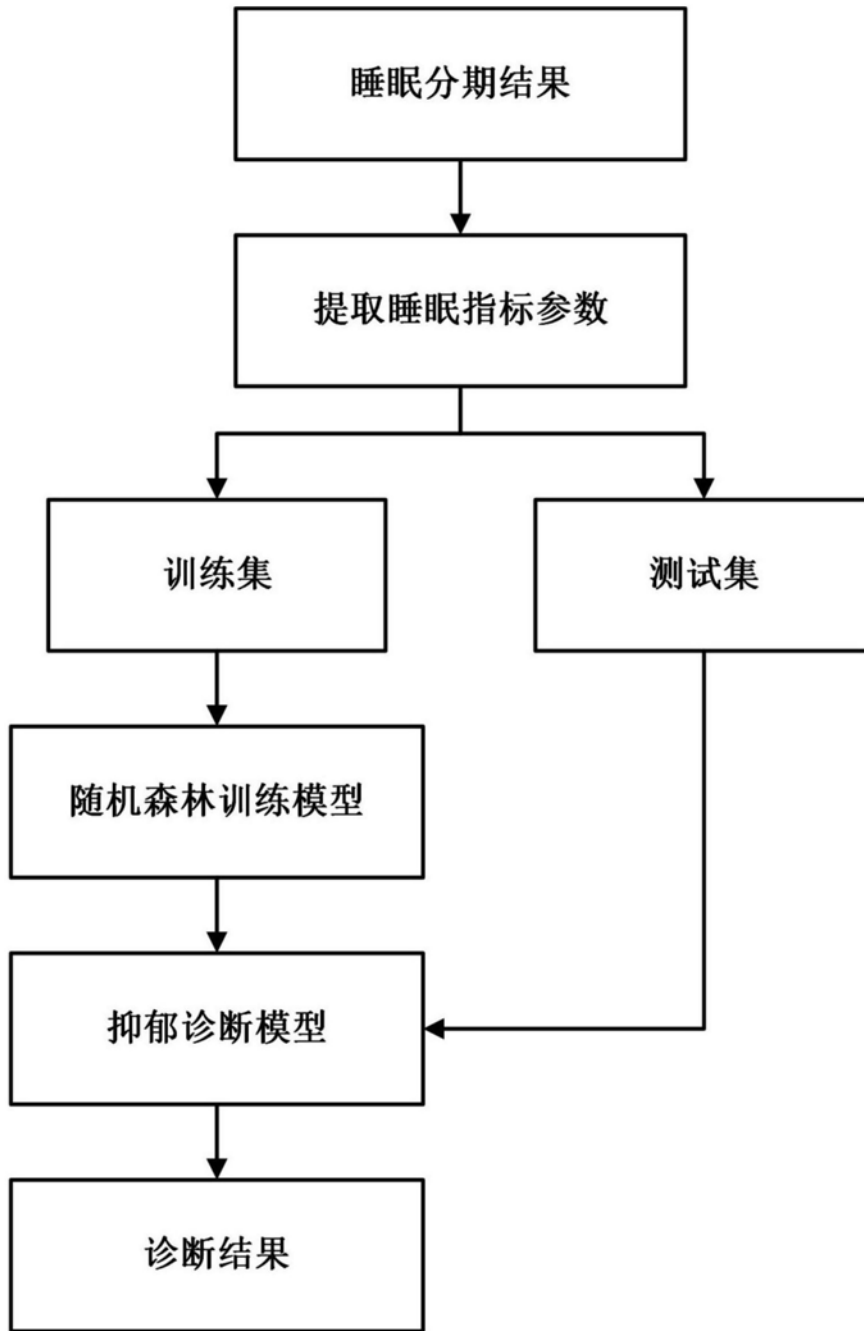 睡眠分期结果
提取睡眠指标参数
训练集
测试集
随机森林训练模型
抑郁诊断模型
诊断结果